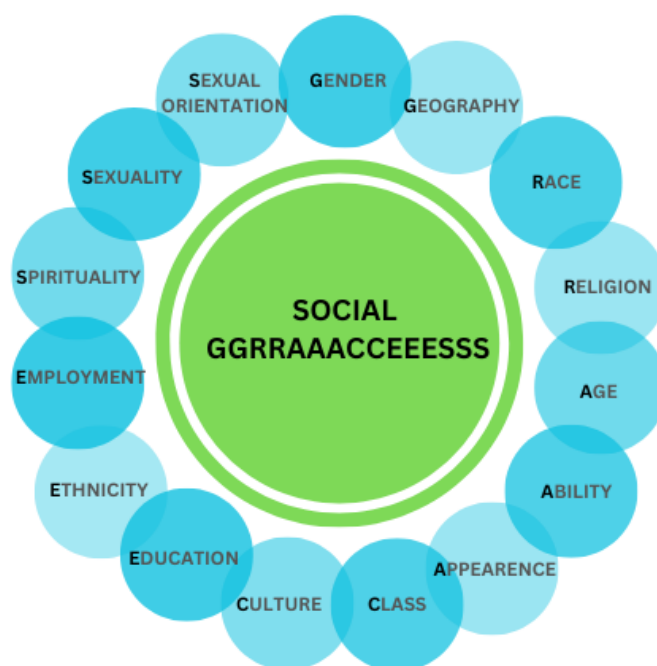 SOCIAL
GGRRAAACCEEESSS
GENDER
GEOGRAPHY
RACE
RELIGION
AGE
ABILITY
APPEARENCE
CLASS
CULTURE
EDUCATION
ETHNICITY
EMPLOYMENT
SPIRITUALITY
SEXUALITY
SEXUAL
ORIENTATION